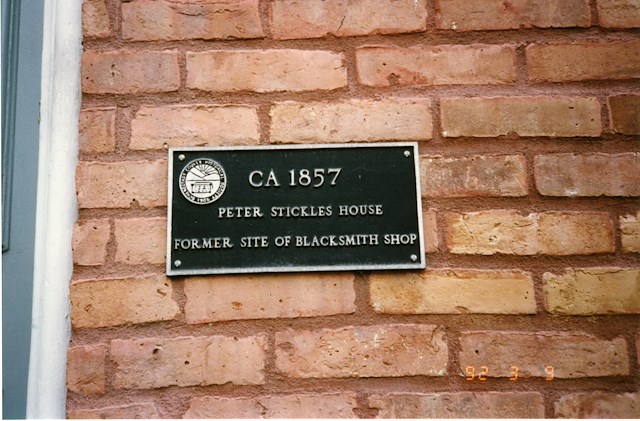 CA 1857
PETER STICKLES HOUSE
FORMER SITE OF BLACKSMITH SHOP
92 3 9